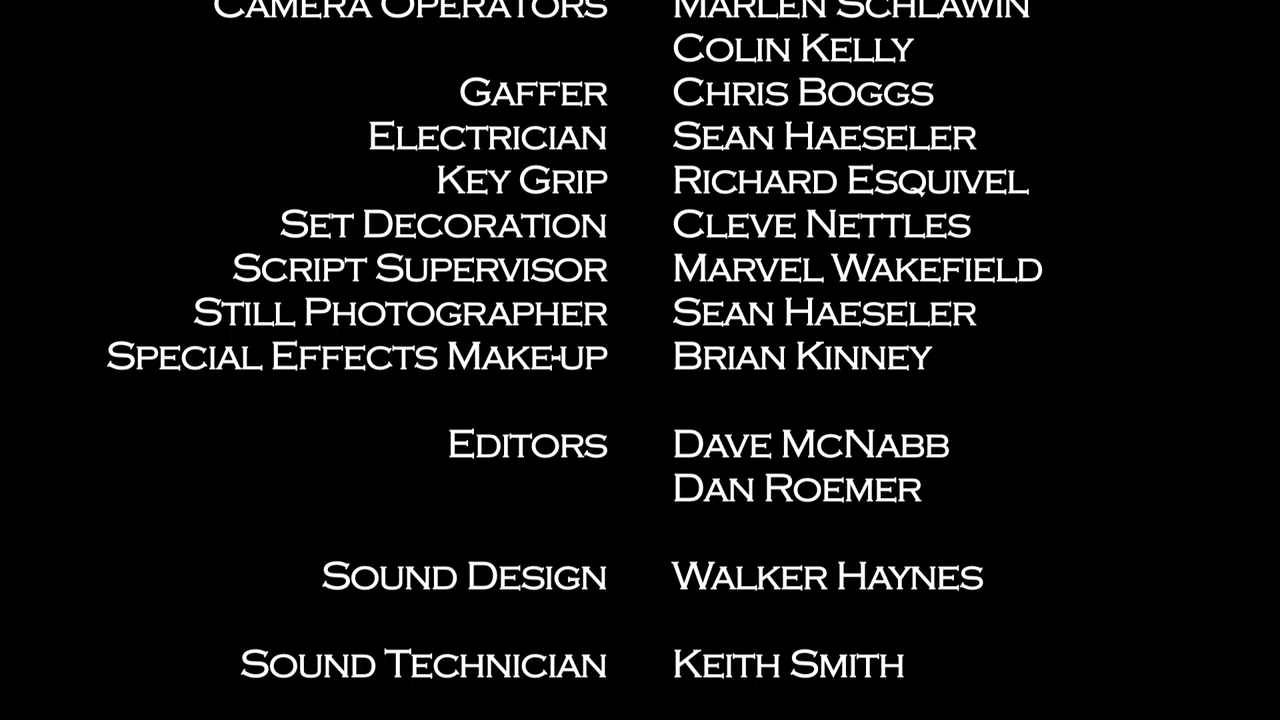 CAMERA OPERATORS MARLEN SCHLAWIN
COLIN KELLY
GAFFER CHRIS BOGGS
ELECTRICIAN SEAN HAESELER
KEY GRIP RICHARD ESQUIVEL
SET DECORATION CLEVE NETTLES
SCRIPT SUPERVISOR MARVEL WAKEFIELD
STILL PHOTOGRAPHER SEAN HAESELER
SPECIAL EFFECTS MAKE-UP BRIAN KINNEY
EDITORS DAVE MCNABB
DAN ROEMER
SOUND DESIGN WALKER HAYNES
SOUND TECHNICIAN KEITH SMITH